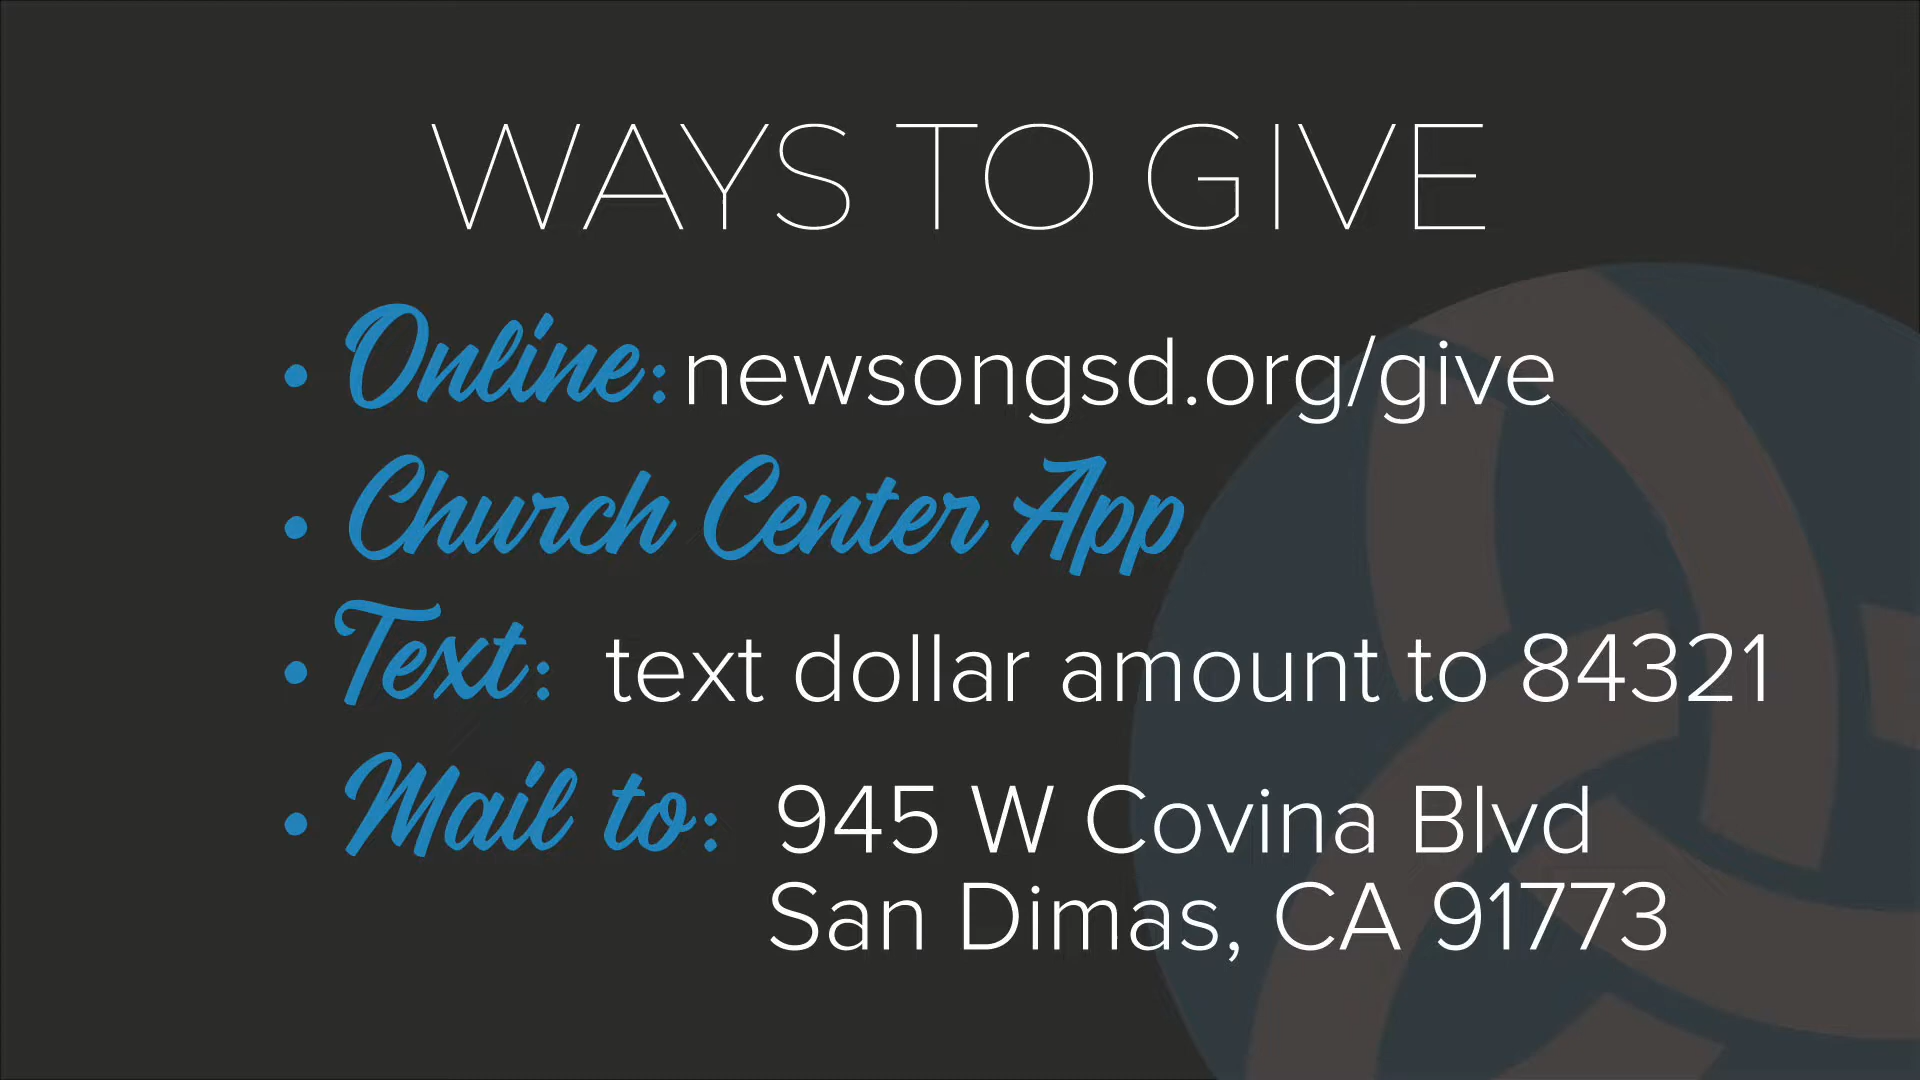 WAYS TO GIVE
• Online: newsongsd.org/give
• Church Center App
• Text: text dollar amount to 84321
• Mail to: 945 W Covina Blvd
San Dimas, CA 91773